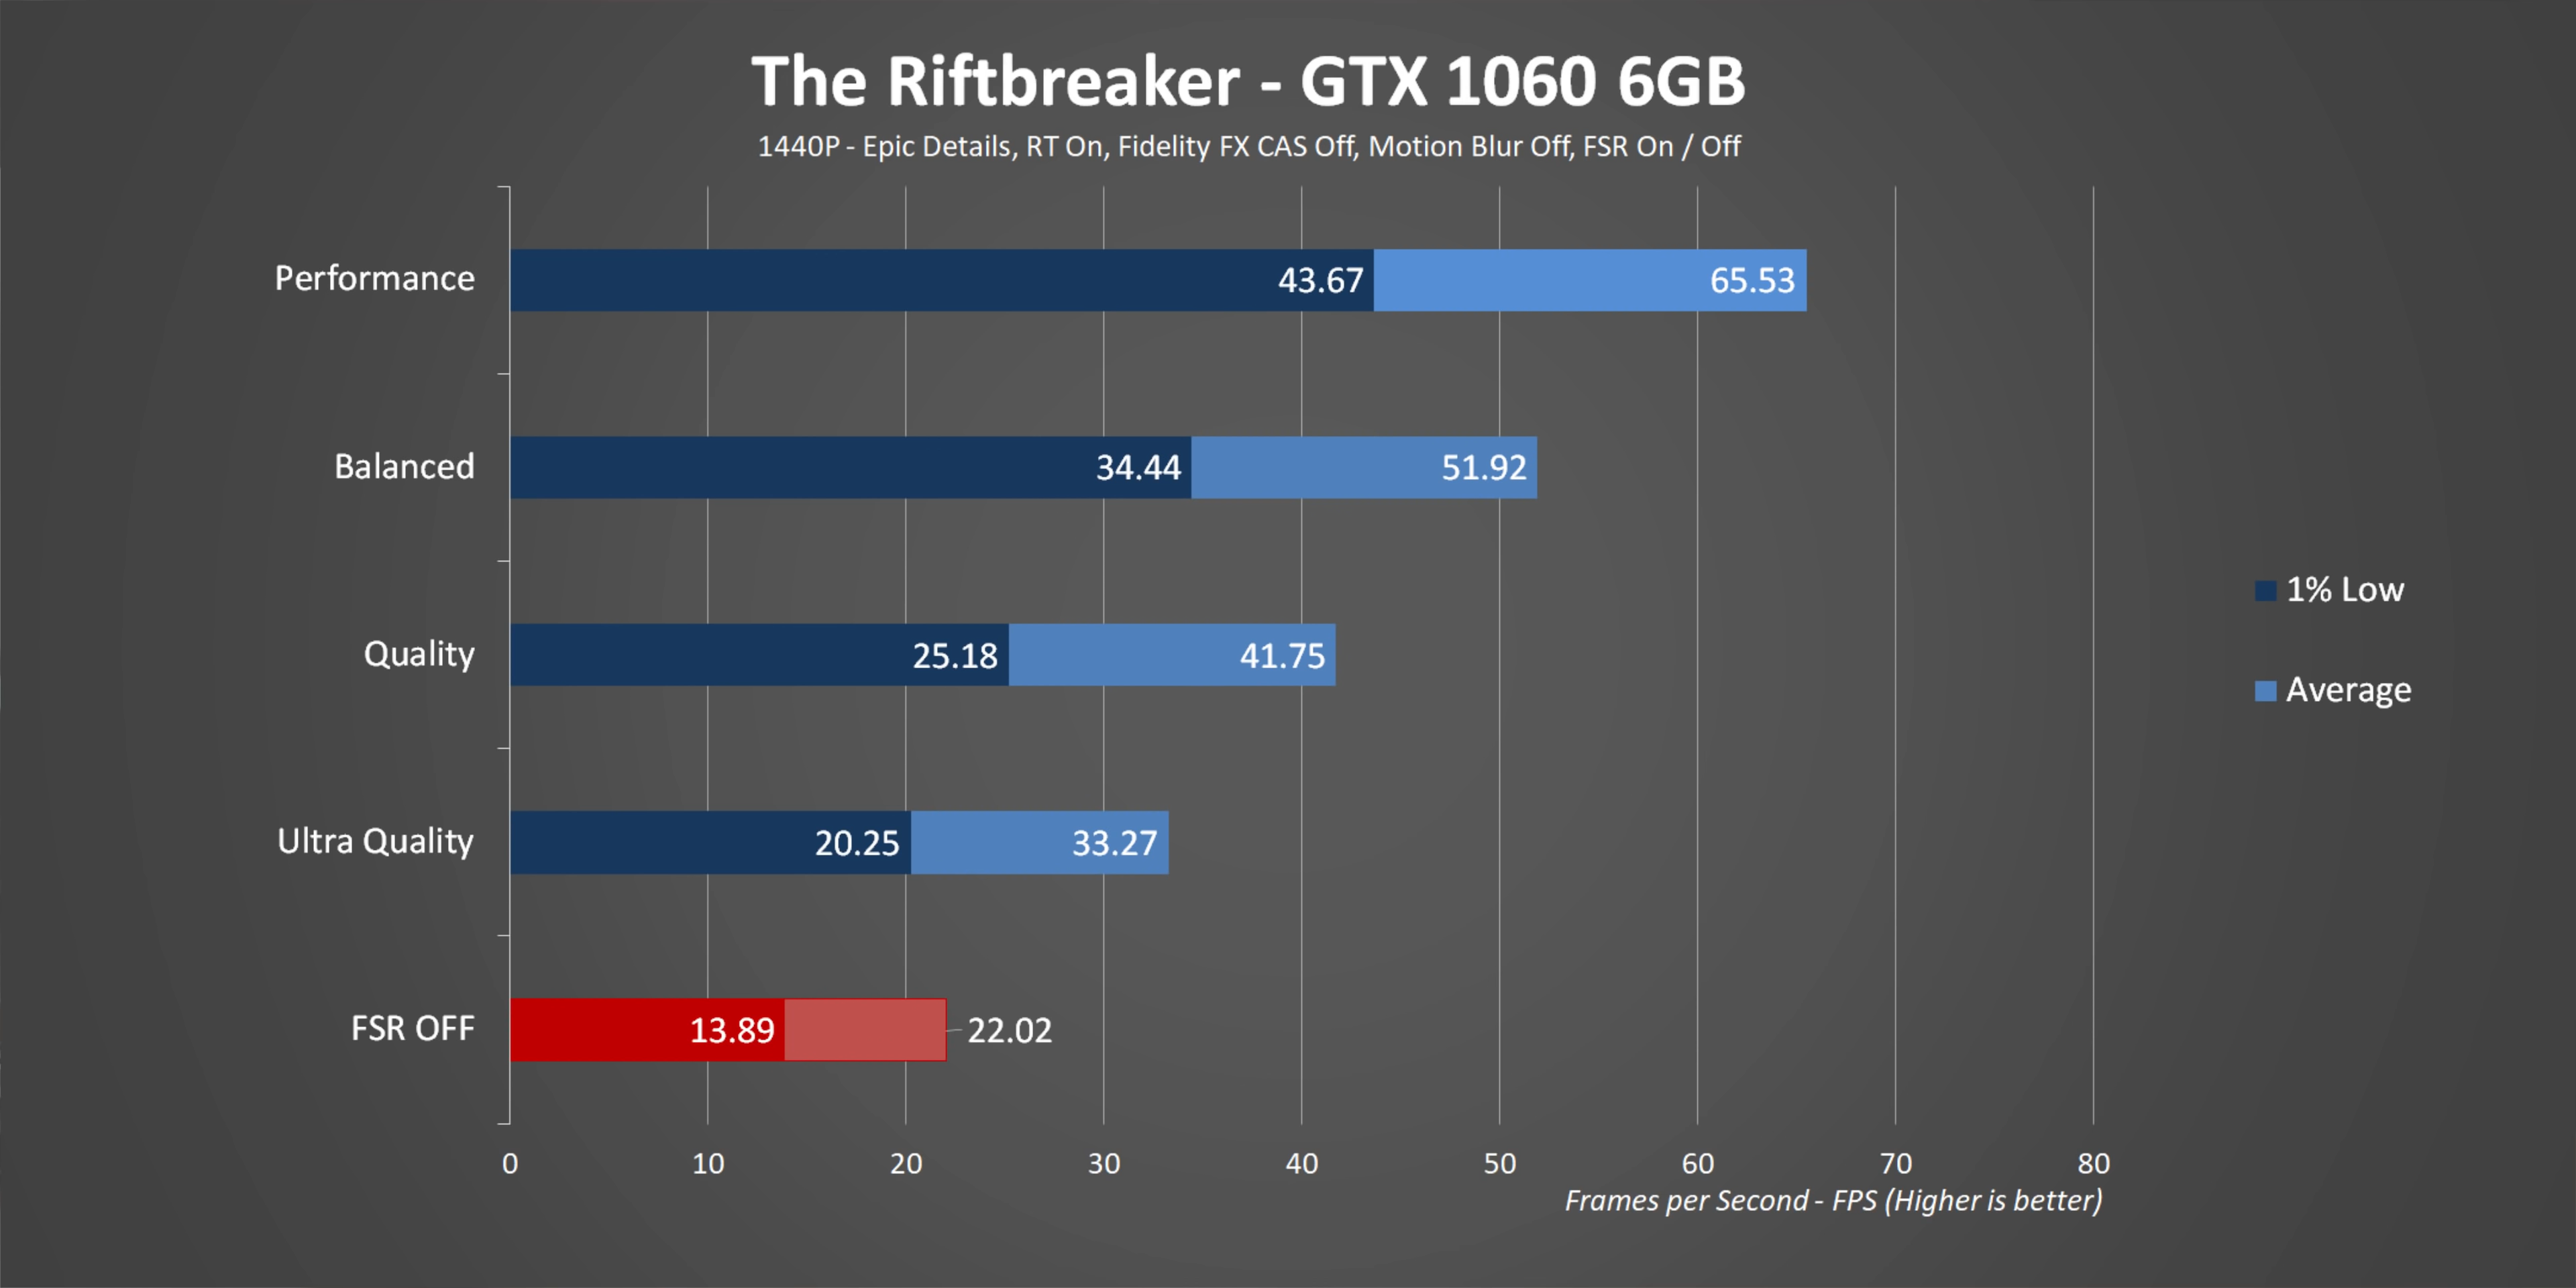 The Riftbreaker - GTX 1060 6GB
1440P - Epic Details, RT On, Fidelity FX CAS Off, Motion Blur Off, FSR On / Off
Performance
43.67
65.53
Balanced
34.44
51.92
Quality
25.18
41.75
Ultra Quality
20.25
33.27
FSR OFF
13.89
22.02
1% Low
Average
0 10 20 30 40 50 60 70 80
Frames per Second - FPS (Higher is better)